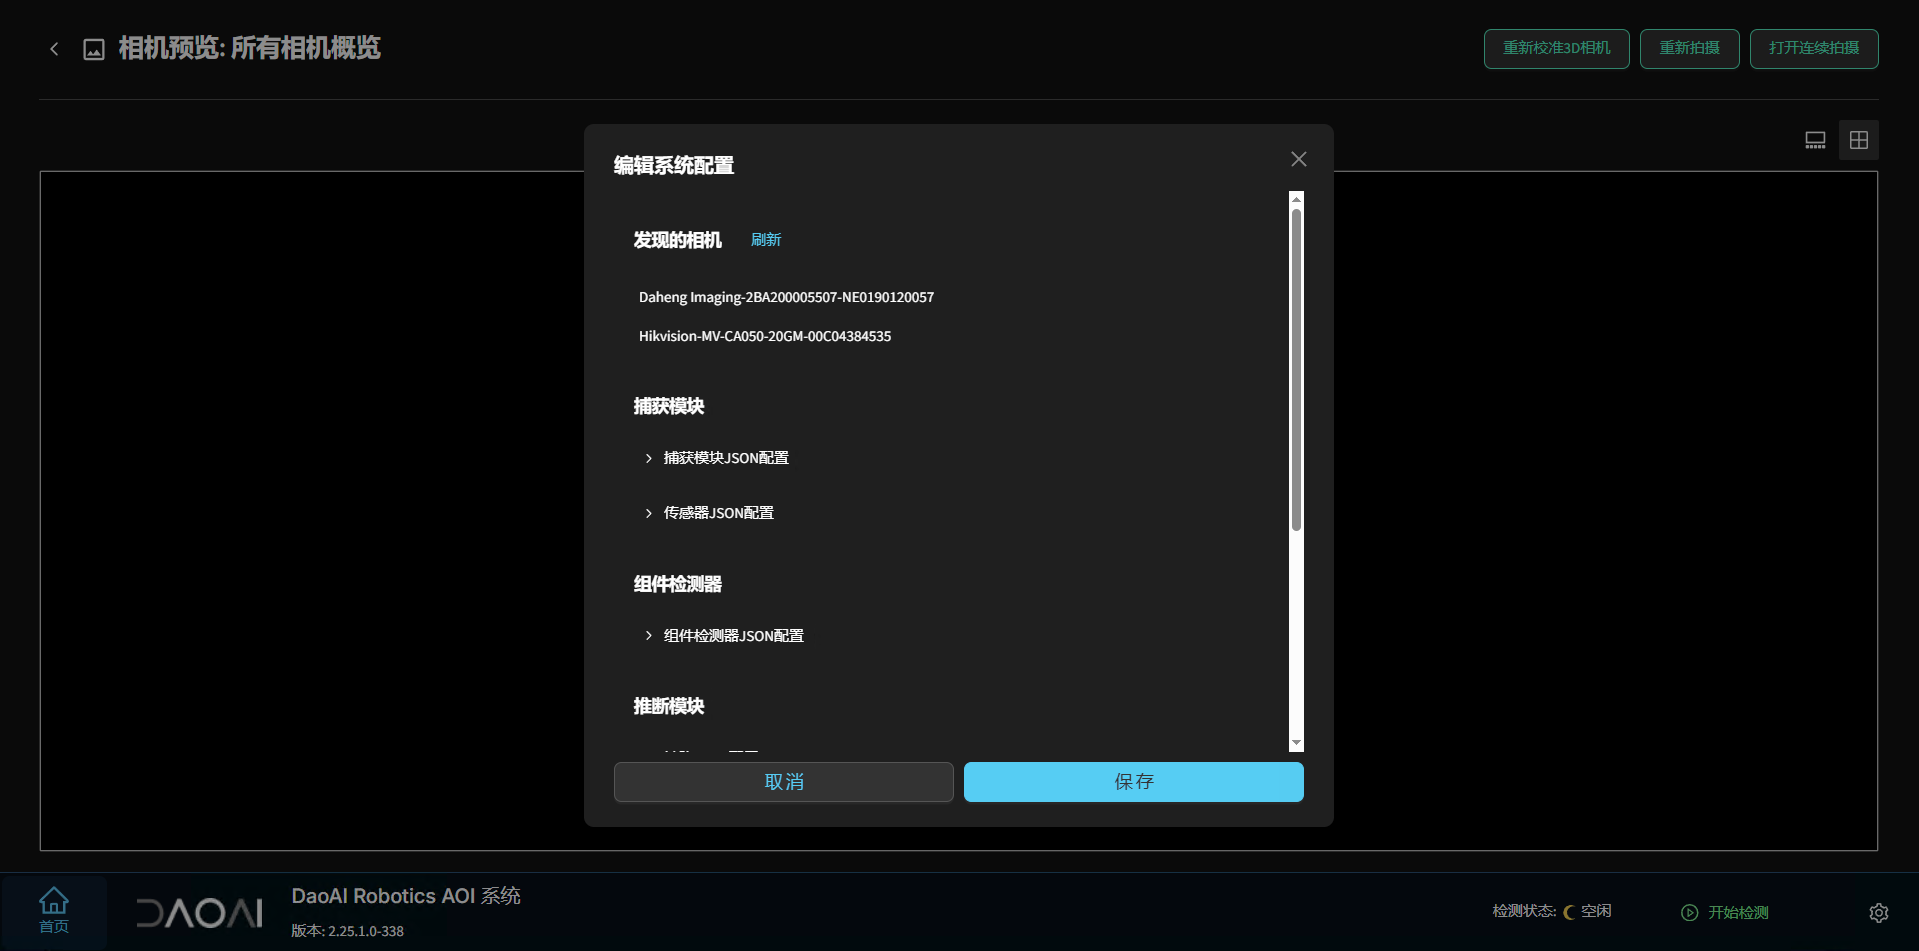 相机预览: 所有相机概览
重新校准3D相机
重新拍摄
打开连续拍摄
编辑系统配置
发现的相机
刷新
Daheng Imaging-2BA200005507-NE0190120057
Hikvision-MV-CA050-20GM-00C04384535
捕获模块
捕获模块JSON配置
传感器JSON配置
组件检测器
组件检测器JSON配置
推断模块
取消
保存
首页
DAOAI
DaoAI Robotics AOI 系统
版本: 2.25.1.0-338
检测状态: 空闲
开始检测